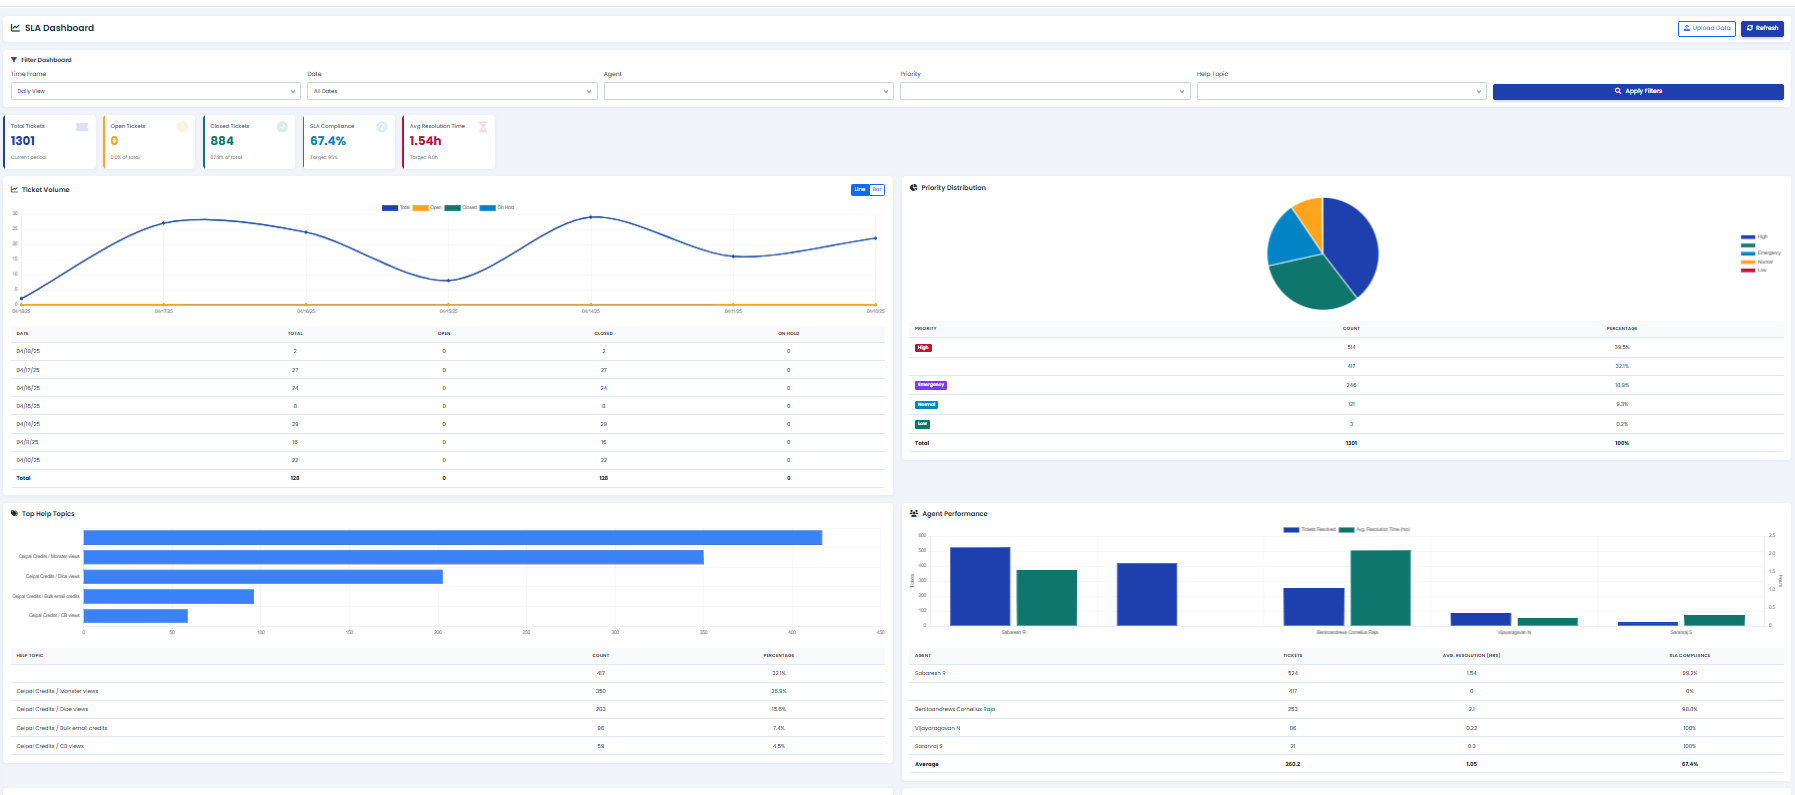 SLA Dashboard
Upload Data
Refresh
Filter Dashboard
Time Frame
Date
Agent
Priority
Help Topic
Daily View
All Dates
Apply Filters
Total Tickets
1301
Current period
Open Tickets
0
0.0% of total
Closed Tickets
884
67.9% of total
SLA Compliance
67.4%
Target: 95%
Avg Resolution Time
1.54h
Target: 8.0h
Ticket Volume
Line Bar
Total Open Closed On Hold
30
25
20
15
10
5
0
04/18/25 04/17/25 04/16/25 04/15/25 04/14/25 04/11/25 04/10/25
DATE TOTAL OPEN CLOSED ON HOLD
04/18/25 2 0 2 0
04/17/25 27 0 27 0
04/16/25 24 0 24 0
04/15/25 8 0 8 0
04/14/25 29 0 29 0
04/11/25 16 0 16 0
04/10/25 22 0 22 0
Total 128 0 128 0
Priority Distribution
High
Emergency
Normal
Low
PRIORITY COUNT PERCENTAGE
High 514 39.5%
417 32.1%
Emergency 246 18.9%
Normal 121 9.3%
Low 3 0.2%
Total 1301 100%
Top Help Topics
Ceipal Credits / Monster views
Ceipal Credits / Dice views
Ceipal Credits / Bulk email credits
Ceipal Credits / CB views
0 50 100 150 200 250 300 350 400 450
HELP TOPIC COUNT PERCENTAGE
417 32.1%
Ceipal Credits / Monster views 350 26.9%
Ceipal Credits / Dice views 203 15.6%
Ceipal Credits / Bulk email credits 96 7.4%
Ceipal Credits / CB views 59 4.5%
Agent Performance
Tickets Resolved Avg. Resolution Time (hrs)
Tickets
600
500
400
300
200
100
0
2.5
2.0
1.5
1.0
0.5
0
Hours
Sabaresh R Benitoandrews Cornelius Raja Vijayaragavan N Saranraj S
AGENT TICKETS AVG. RESOLUTION (HRS) SLA COMPLIANCE
Sabaresh R 524 1.54 99.2%
417 0 0%
Benitoandrews Cornelius Raja 253 2.1 98.8%
Vijayaragavan N 86 0.22 100%
Saranraj S 21 0.3 100%
Average 260.2 1.05 67.4%